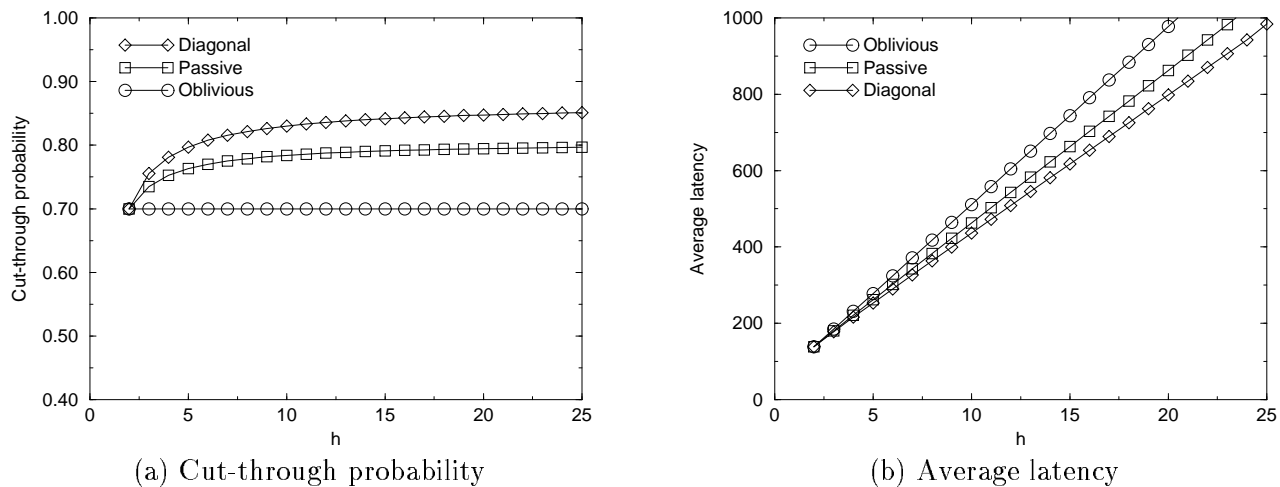 1.00
0.90
0.80
0.70
0.60
0.50
0.40
Cut-through probability
Diagonal
Passive
Oblivious
0 5 10 15 20 25
h
(a) Cut-through probability
1000
800
600
400
200
0
Average latency
Oblivious
Passive
Diagonal
0 5 10 15 20 25
h
(b) Average latency